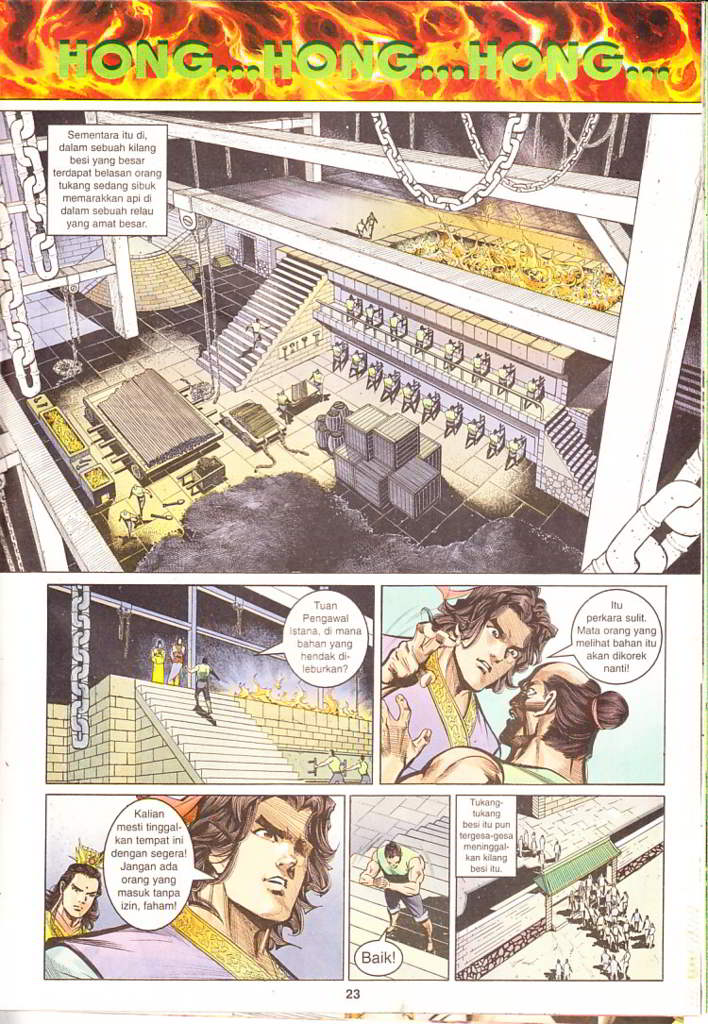 HONG...HONG...HONG...
Sementara itu di,
dalam sebuah kilang
besi yang besar
terdapat belasan orang
tukang sedang sibuk
memarakkan api di
dalam sebuah relau
yang amat besar.
Tuan
Pengawal
Istana, di mana
bahan yang
hendak di-
leburkan?
Itu
perkara sulit.
Mata orang yang
melihat bahan itu
akan dikorek
nanti!
Kalian
mesti tinggal-
kan tempat ini
dengan segera!
Jangan ada
orang yang
masuk tanpa
izin, faham!
Baik!
Tukang-
tukang
besi itu pun
tergesa-gesa
meninggal-
kan kilang
besi itu.
23